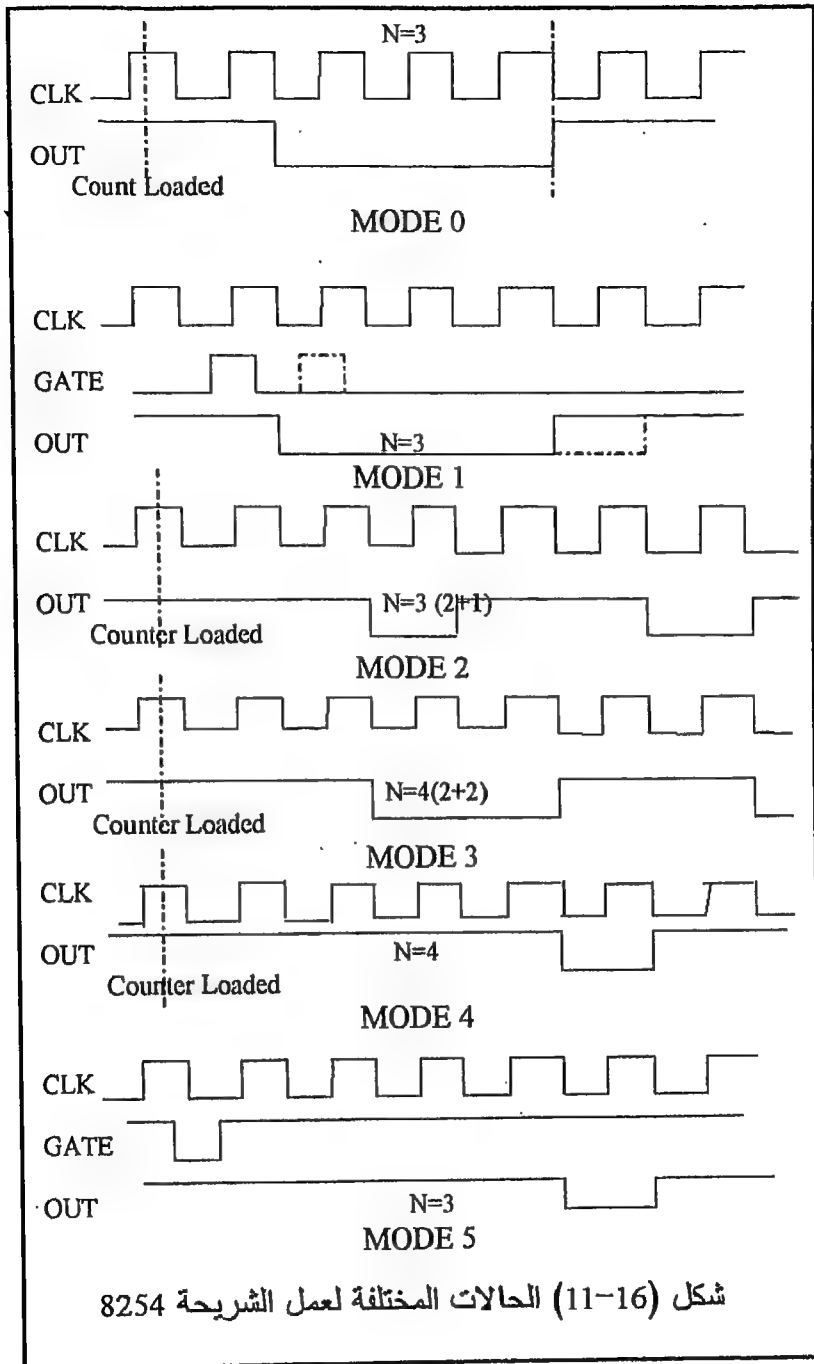 N=3
CLK
OUT
Count Loaded
MODE 0
CLK
GATE
OUT
N=3
MODE 1
CLK
OUT
N=3 (2+1)
Counter Loaded
MODE 2
CLK
OUT
N=4(2+2)
Counter Loaded
MODE 3
CLK
OUT
N=4
Counter Loaded
MODE 4
CLK
GATE
OUT
N=3
MODE 5
شكل (16-11) الحالات المختلفة لعمل الشريحة 8254